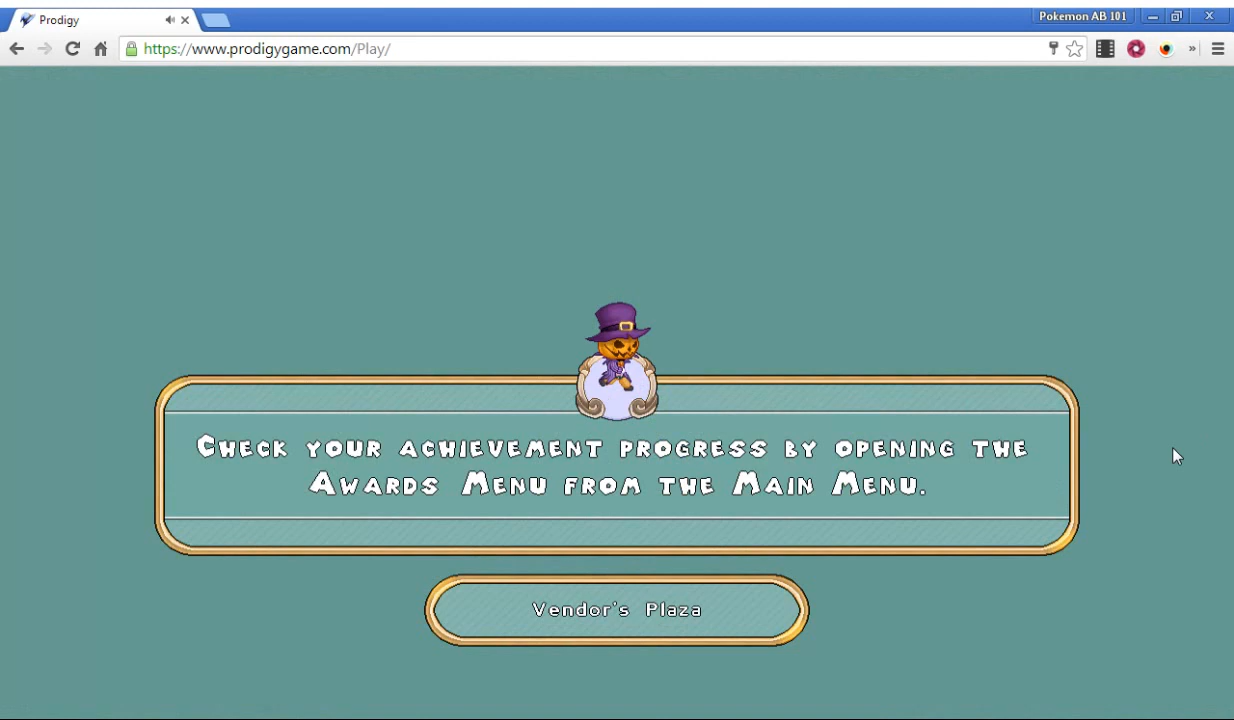 Prodigy
Pokemon AB 101
https://www.prodigygame.com/Play/
Check your achievement progress by opening the
Awards Menu from the Main Menu.
Vendor's Plaza